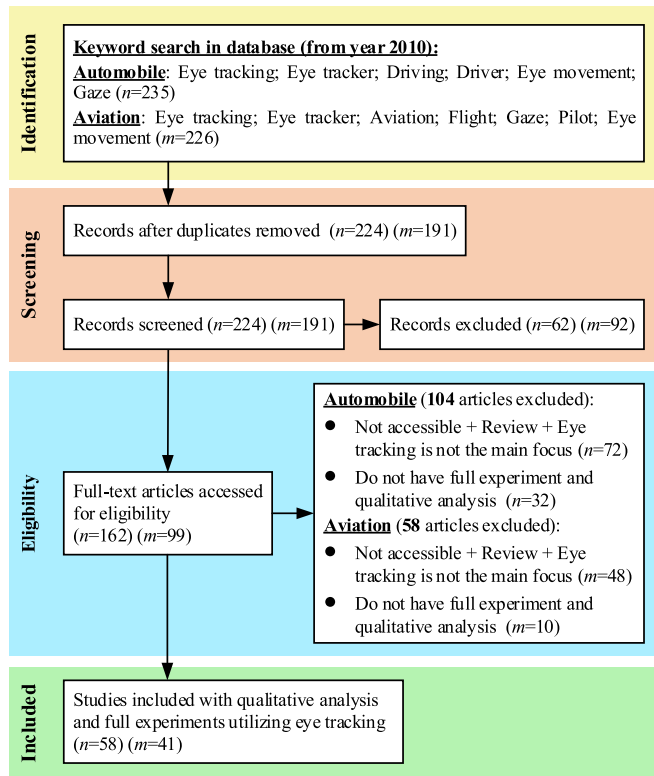 Identification
Keyword search in database (from year 2010):
Automobile: Eye tracking; Eye tracker; Driving; Driver; Eye movement;
Gaze (n=235)
Aviation: Eye tracking; Eye tracker; Aviation; Flight; Gaze; Pilot; Eye
movement (m=226)
Screening
Records after duplicates removed (n=224) (m=191)
Records screened (n=224) (m=191)
Records excluded (n=62) (m=92)
Eligibility
Full-text articles accessed
for eligibility
(n=162) (m=99)
Automobile (104 articles excluded):
● Not accessible + Review + Eye
tracking is not the main focus (n=72)
● Do not have full experiment and
qualitative analysis (n=32)
Aviation (58 articles excluded):
● Not accessible + Review + Eye
tracking is not the main focus (m=48)
● Do not have full experiment and
qualitative analysis (m=10)
Included
Studies included with qualitative analysis
and full experiments utilizing eye tracking
(n=58) (m=41)